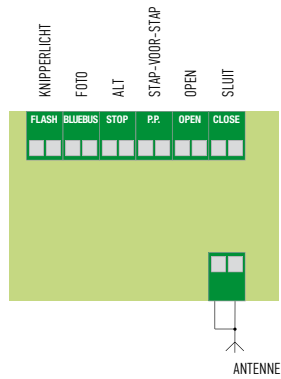 KNIPPERLICHT
FOTO
ALT
STAP-VOOR-STAP
OPEN
SLUIT
FLASH
BLUEBUS
STOP
P.P.
OPEN
CLOSE
ANTENNE